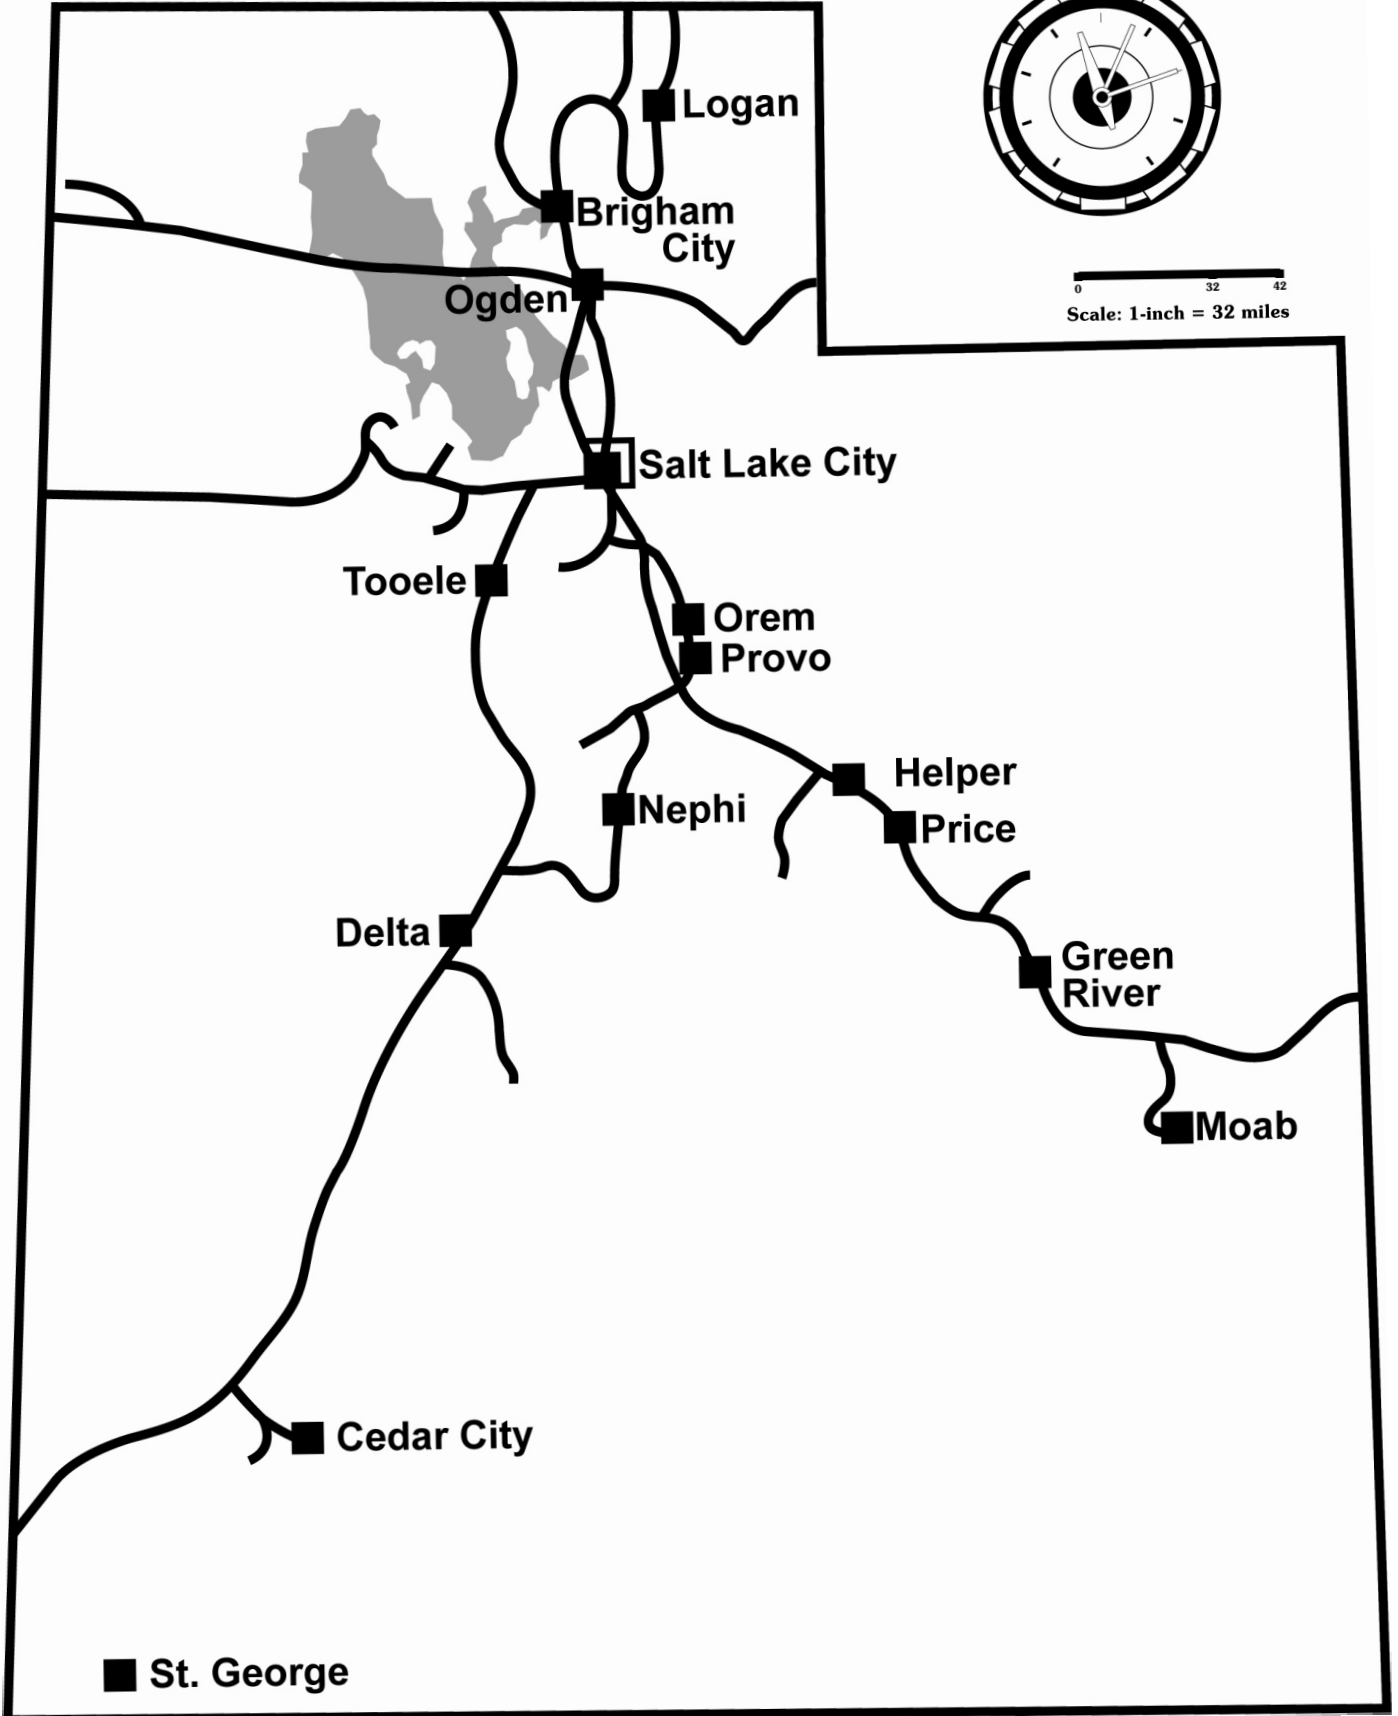 Logan
Brigham
City
Ogden
0 32 42
Scale: 1-inch = 32 miles
Salt Lake City
Tooele
Orem
Provo
Helper
Nephi
Price
Delta
Green
River
Moab
Cedar City
St. George